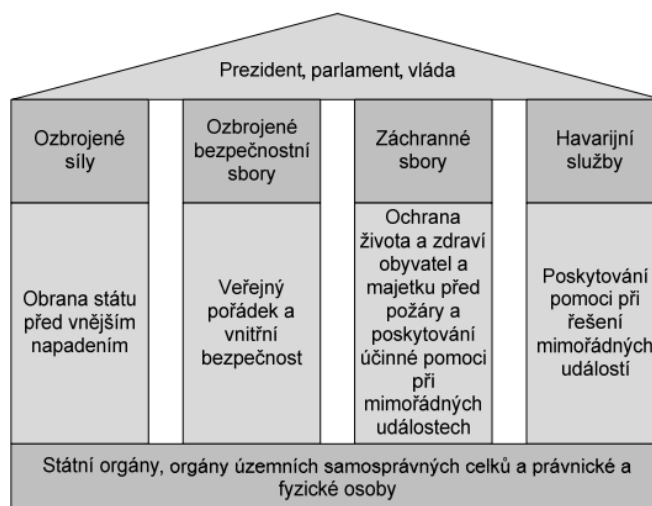 Prezident, parlament, vláda
Ozbrojené
síly
Ozbrojené
bezpečnostní
sbory
Záchranné
sbory
Havarijní
služby
Obrana státu
před vnějším
napadením
Veřejný
pořádek a
vnitřní
bezpečnost
Ochrana
života a zdraví
obyvatel a
majetku před
požáry a
poskytování
účinné pomoci
při
mimořádných
událostech
Poskytování
pomoci při
řešení
mimořádných
událostí
Státní orgány, orgány územních samosprávných celků a právnické a
fyzické osoby